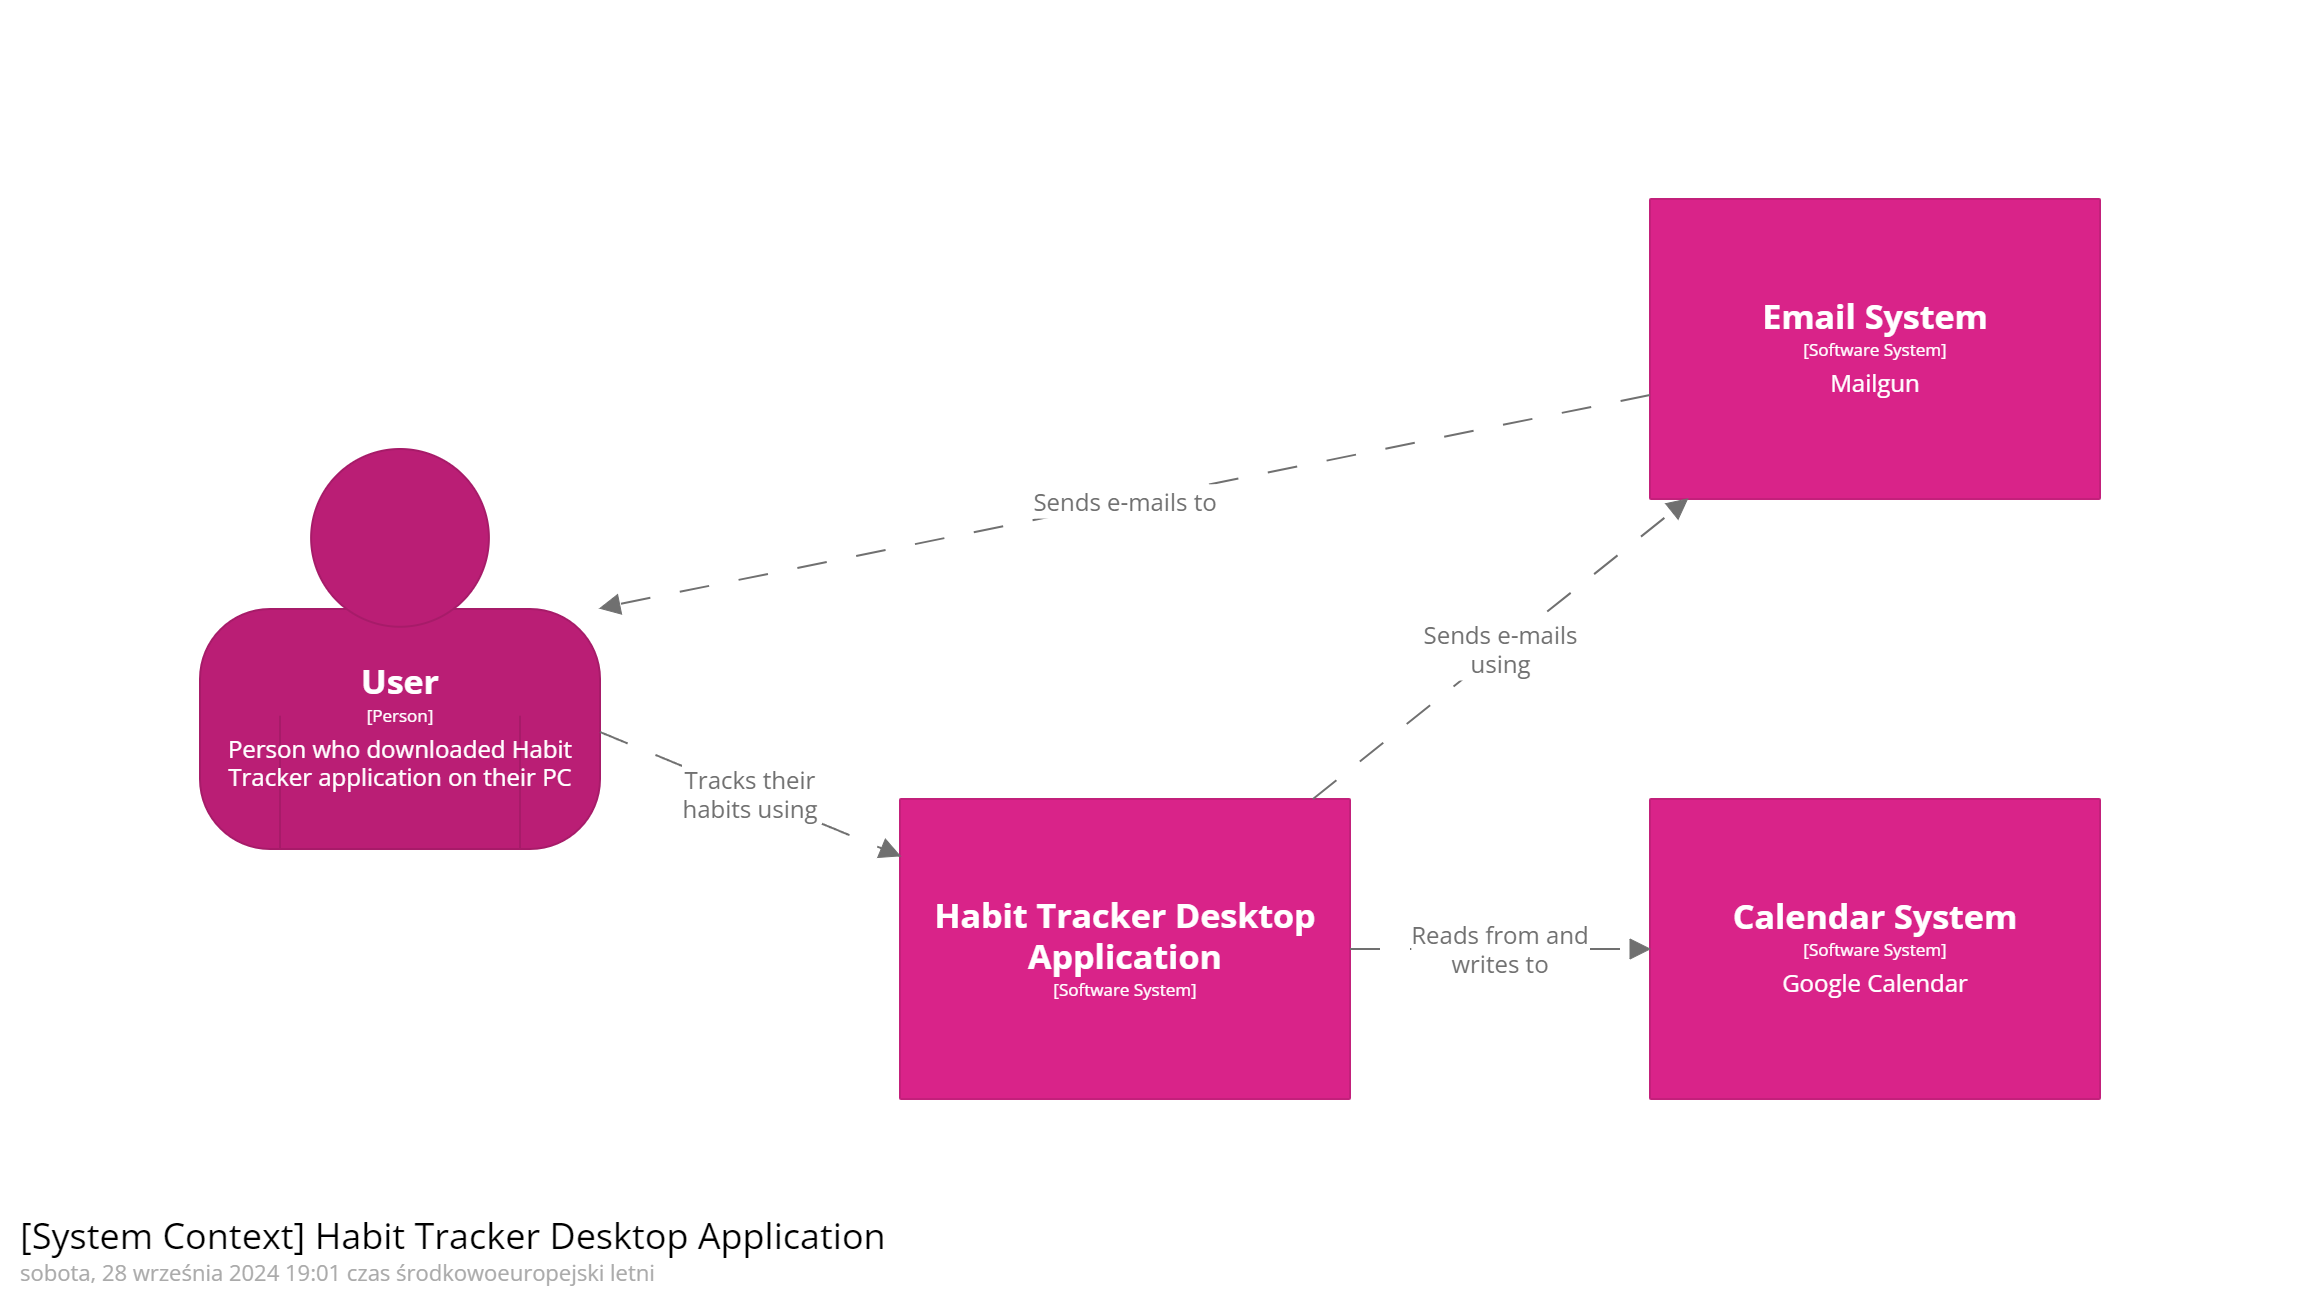 Email System
[Software System]
Mailgun
Sends e-mails to
Sends e-mails
using
User
[Person]
Person who downloaded Habit
Tracker application on their PC
Tracks their
habits using
Habit Tracker Desktop
Application
[Software System]
Reads from and
writes to
Calendar System
[Software System]
Google Calendar
[System Context] Habit Tracker Desktop Application
sobota, 28 września 2024 19:01 czas środkowoeuropejski letni